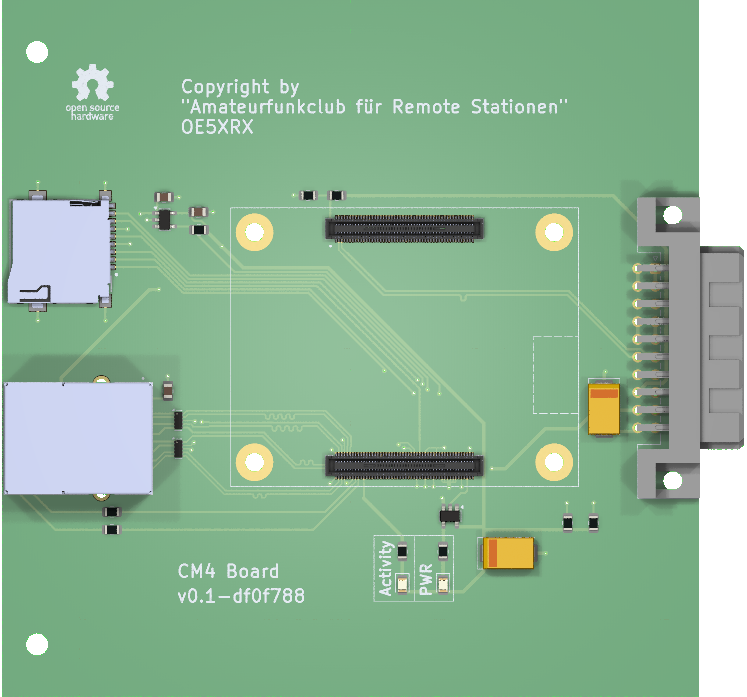 open source
hardware
Copyright by
"Amateurfunkclub für Remote Stationen"
OE5XRX
Activity
PWR
CM4 Board
v0.1-df0f788